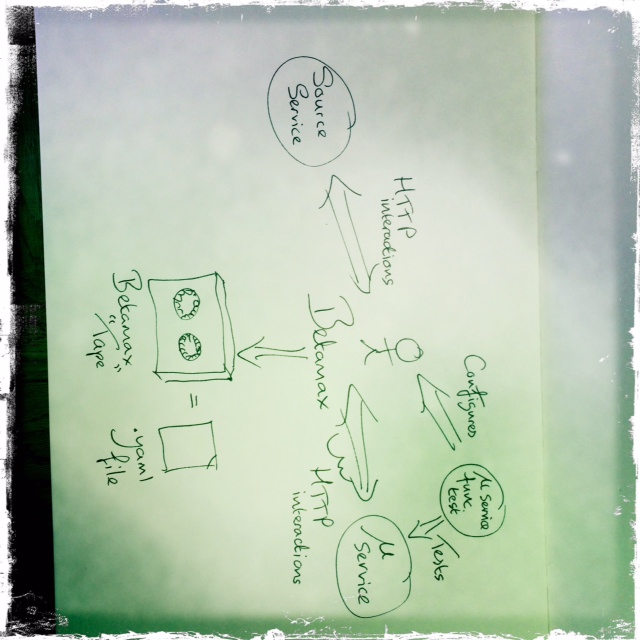 Configures
μ service
func.
test
Tests
HTTP
interactions
μ
Service
Source
Service
Betamax
HTTP
interactions
Betamax
"Tape"
=
.yaml
file